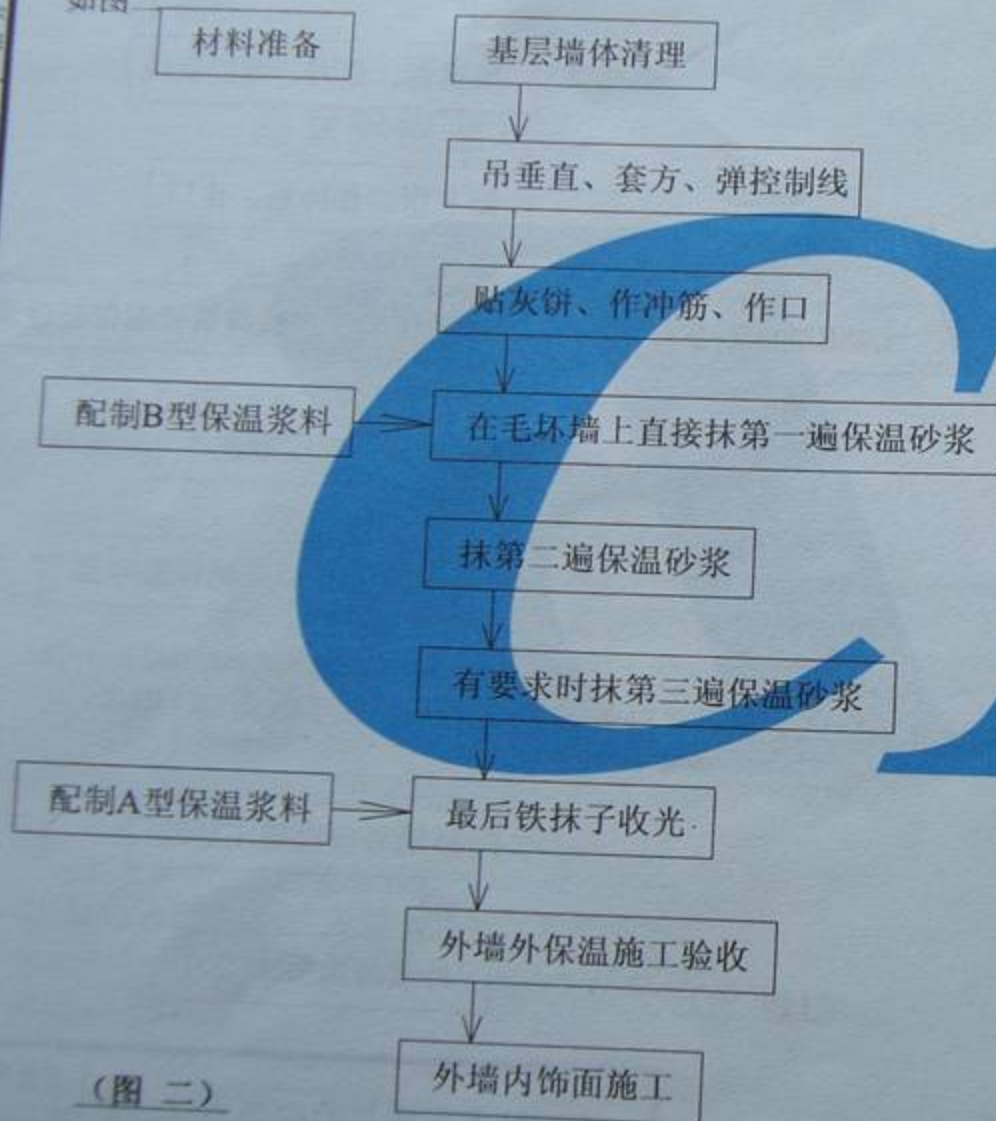 如图
材料准备
基层墙体清理
吊垂直、套方、弹控制线
贴灰饼、作冲筋、作口
配制B型保温浆料
在毛坯墙上直接抹第一遍保温砂浆
抹第二遍保温砂浆
有要求时抹第三遍保温砂浆
配制A型保温浆料
最后铁抹子收光
外墙外保温施工验收
外墙内饰面施工
（图 二）